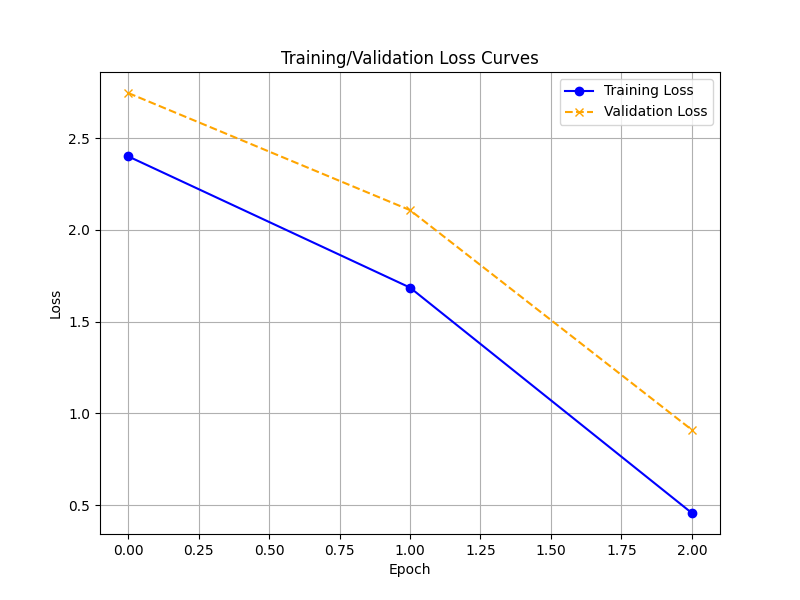 Training/Validation Loss Curves
Training Loss
Validation Loss
2.5
2.0
1.5
1.0
0.5
Loss
0.00 0.25 0.50 0.75 1.00 1.25 1.50 1.75 2.00
Epoch